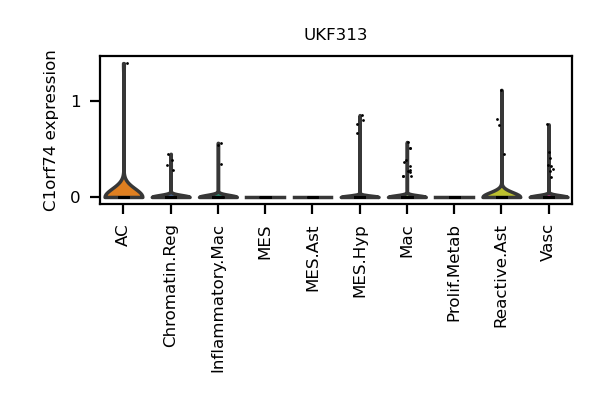 UKF313
C1orf74 expression
1
0
AC
Chromatin.Reg
Inflammatory.Mac
MES
MES.Ast
MES.Hyp
Mac
Prolif.Metab
Reactive.Ast
Vasc